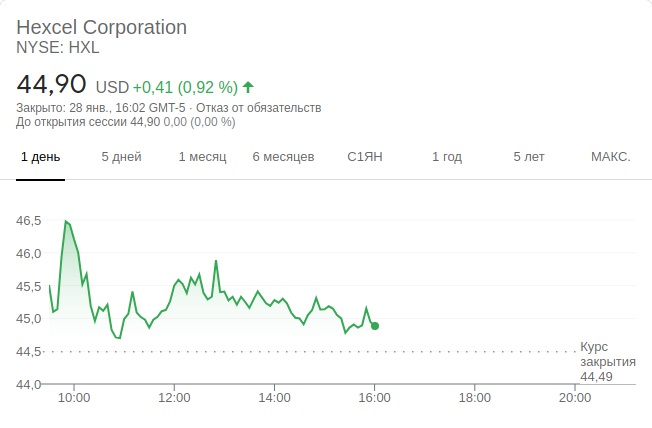 Hexcel Corporation
NYSE: HXL
44,90 USD +0,41 (0,92 %)
Закрыто: 28 янв., 16:02 GMT-5 · Отказ от обязательств
До открытия сессии 44,90 0,00 (0,00 %)
1 день 5 дней 1 месяц 6 месяцев С1ЯН 1 год 5 лет МАКС.
46,5
46,0
45,5
45,0
44,5
Курс
закрытия
44,49
44,0
10:00 12:00 14:00 16:00 18:00 20:00